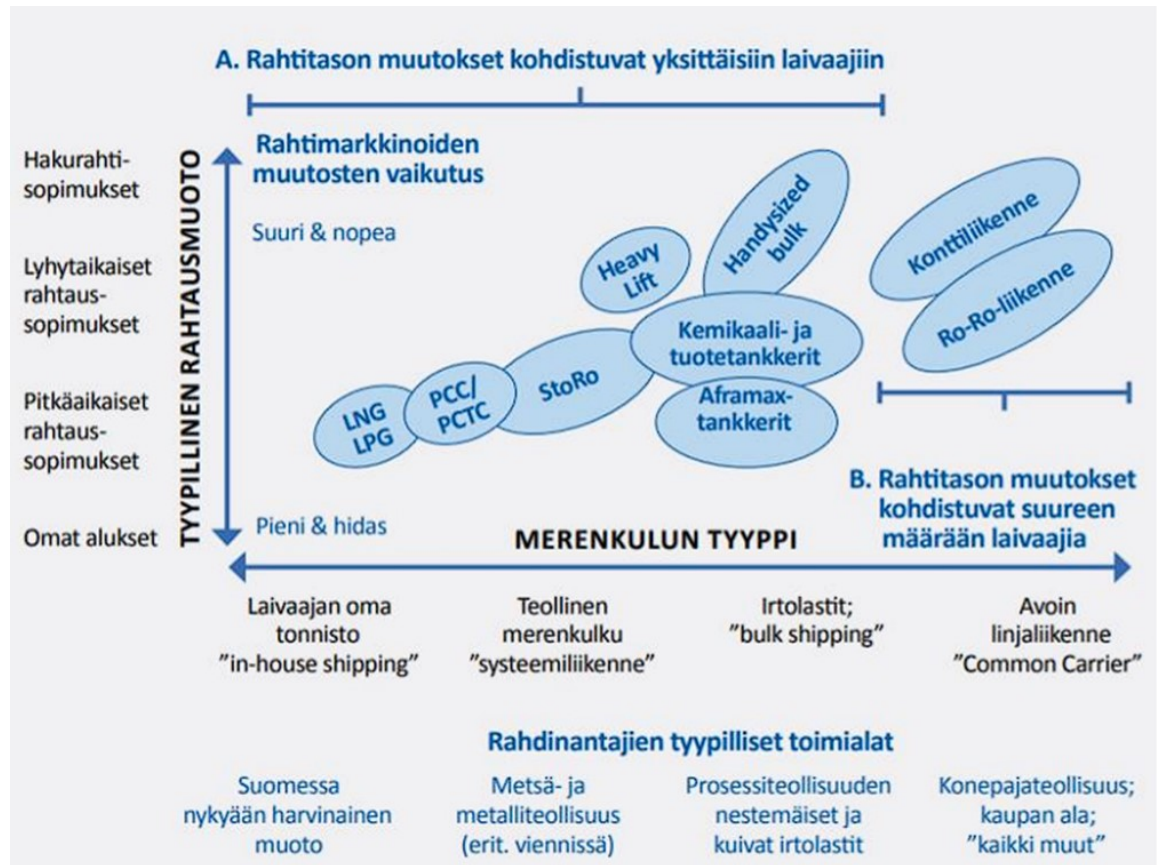 A. Rahtitason muutokset kohdistuvat yksittäisiin laivaajiin
Rahtimarkkinoiden
muutosten vaikutus
Suuri & nopea
Pieni & hidas
TYYPILLINEN RAHTAUSMUOTO
Hakurahti-
sopimukset
Lyhytaikaiset
rahtaus-
sopimukset
Pitkäaikaiset
rahtaus-
sopimukset
Omat alukset
LNG
LPG
PCC/
PCTC
StoRo
Heavy
Lift
Handysized
bulk
Kemikaali- ja
tuotetankkerit
Aframax-
tankkerit
Konttiliikenne
Ro-Ro-liikenne
B. Rahtitason muutokset
kohdistuvat suureen
määrään laivaajia
MERENKULUN TYYPPI
Laivaajan oma
tonnisto
”in-house shipping”
Teollinen
merenkulku
”systeemiliikenne”
Irtolastit;
”bulk shipping”
Avoin
linjaliikenne
”Common Carrier”
Rahdinantajien tyypilliset toimialat
Suomessa
nykyään harvinainen
muoto
Metsä- ja
metalliteollisuus
(erit. viennissä)
Prosessiteollisuuden
nestemäiset ja
kuivat irtolastit
Konepajateollisuus;
kaupan ala;
”kaikki muut”